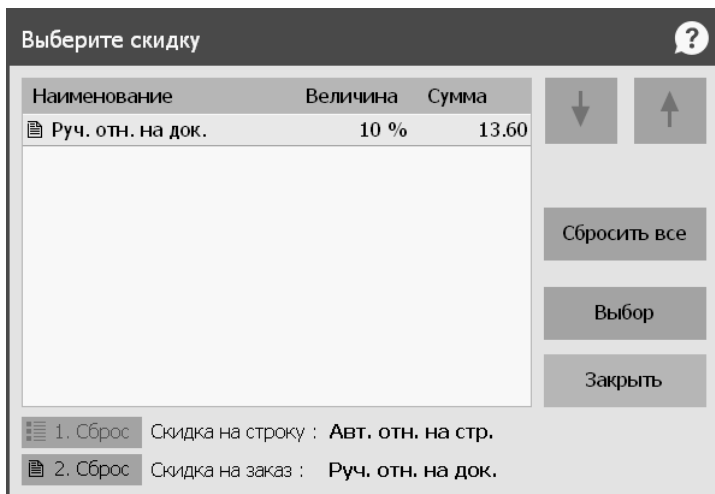 Выберите скидку ?
Наименование Величина Сумма
Руч. отн. на док. 10 % 13.60
Сбросить все
Выбор
Закрыть
1. Сброс Скидка на строку : Авт. отн. на стр.
2. Сброс Скидка на заказ : Руч. отн. на док.